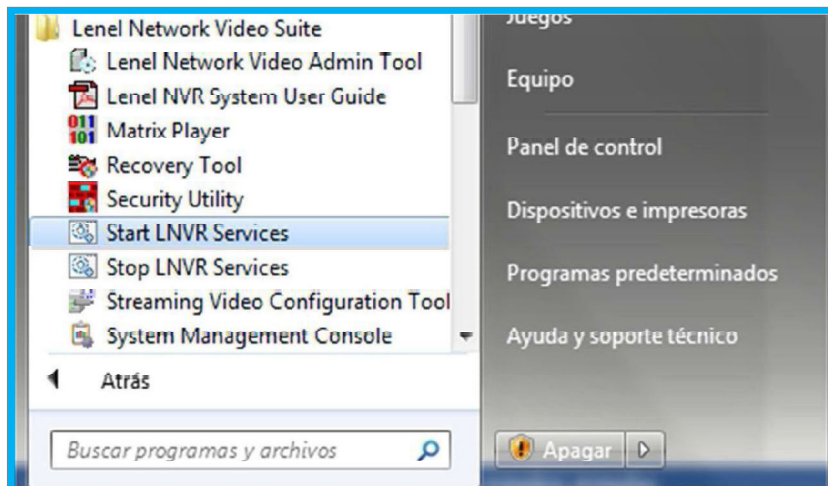 Lenel Network Video Suite
Lenel Network Video Admin Tool
Lenel NVR System User Guide
011
101
Matrix Player
Recovery Tool
Security Utility
Start LNVR Services
Stop LNVR Services
Streaming Video Configuration Tool
System Management Console
Atrás
Buscar programas y archivos
Juegos
Equipo
Panel de control
Dispositivos e impresoras
Programas predeterminados
Ayuda y soporte técnico
Apagar